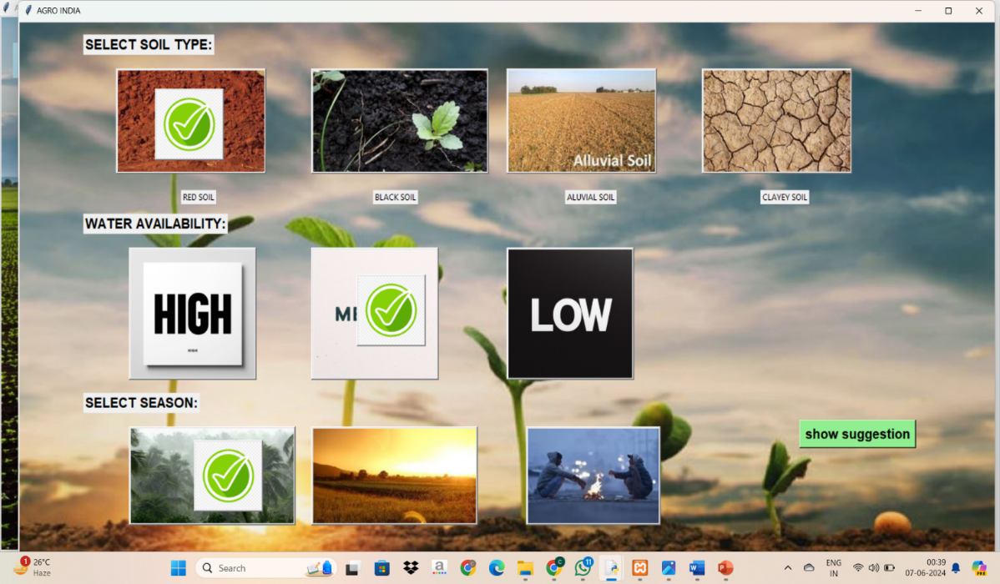 AGRO INDIA
SELECT SOIL TYPE:
Alluvial Soil
RED SOIL
BLACK SOIL
ALUVIAL SOIL
CLAYEY SOIL
WATER AVAILABILITY:
HIGH
HIGH
LOW
SELECT SEASON:
show suggestion
1
26°C
Haze
Search
a
C
11
W
P
ENG
IN
00:39
07-06-2024
PRE